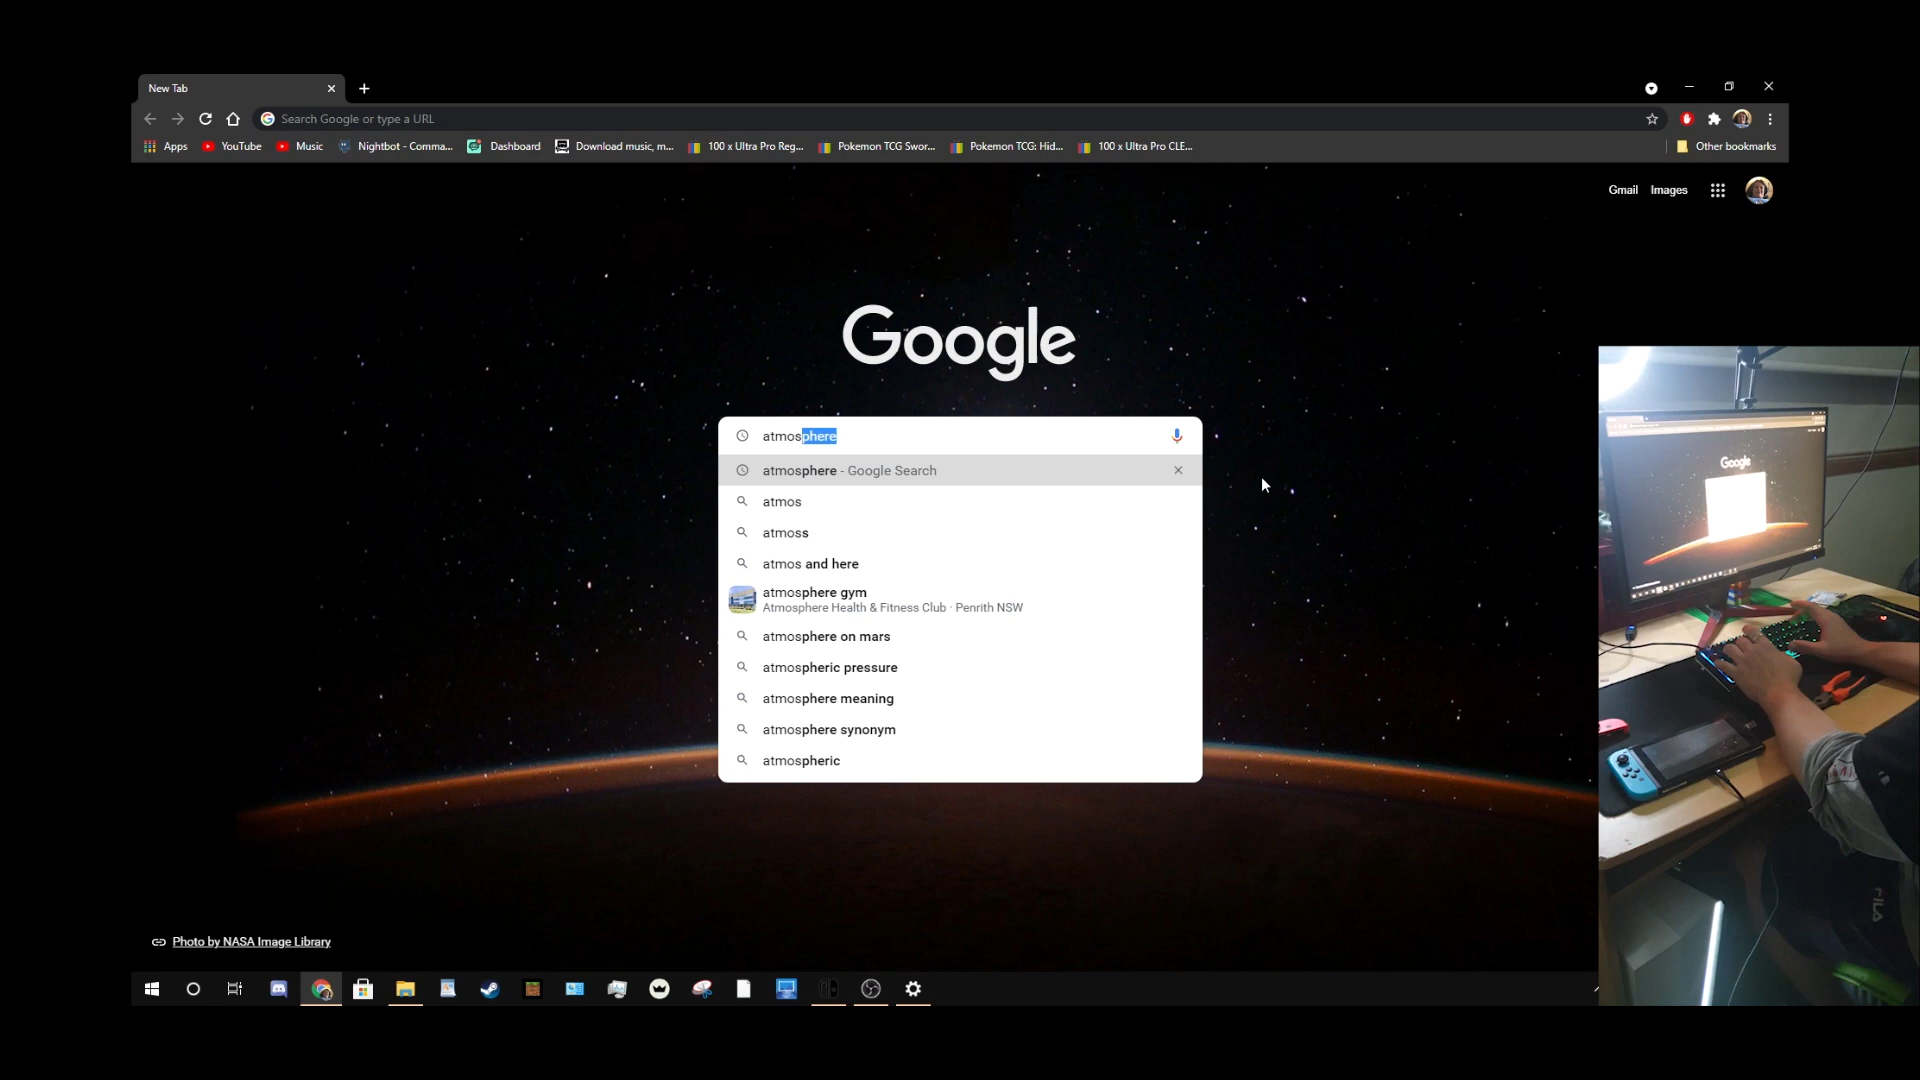 New Tab
Search Google or type a URL
Apps YouTube Music Nightbot - Comma... Dashboard Download music, m... 100 x Ultra Pro Reg... Pokemon TCG Swor... Pokemon TCG: Hid... 100 x Ultra Pro CLE... Other bookmarks
Gmail Images
Google
atmosphere
atmosphere - Google Search
atmos
atmoss
atmos and here
atmosphere gym
Atmosphere Health & Fitness Club · Penrith NSW
atmosphere on mars
atmospheric pressure
atmosphere meaning
atmosphere synonym
atmospheric
Photo by NASA Image Library
Google
FILA